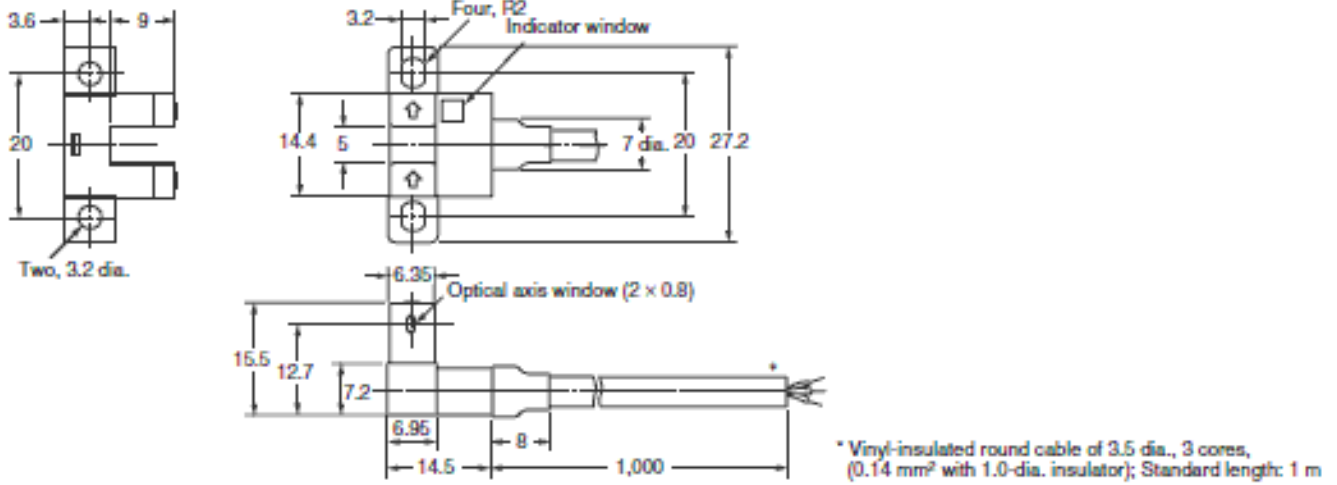 3.6
9
20
Two, 3.2 dia.
3.2
Four, R2
Indicator window
14.4
5
7 dia.
20
27.2
6.35
Optical axis window (2 × 0.8)
15.5
12.7
7.2
6.95
8
14.5
1,000
*
* Vinyl-insulated round cable of 3.5 dia., 3 cores,
(0.14 mm² with 1.0-dia. insulator); Standard length: 1 m